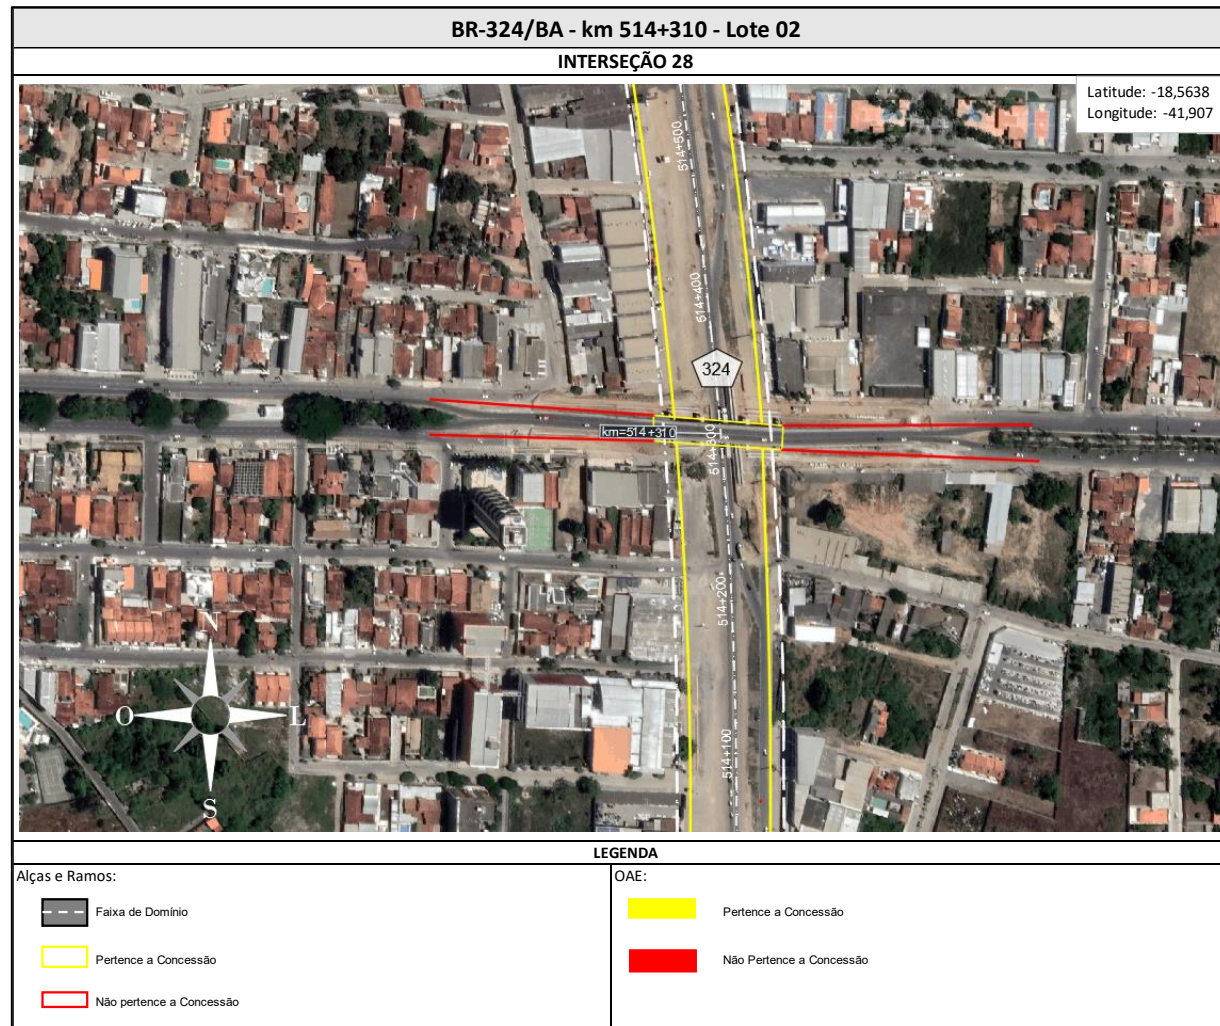 BR-324/BA - km 514+310 - Lote 02
INTERSEÇÃO 28
Latitude: -18,5638
Longitude: -41,907
514+500
514+400
324
km=514+310
514+300
514+200
514+100
N
O
L
S
LEGENDA
Alças e Ramos:
Faixa de Domínio
Pertence a Concessão
Não pertence a Concessão
OAE:
Pertence a Concessão
Não Pertence a Concessão